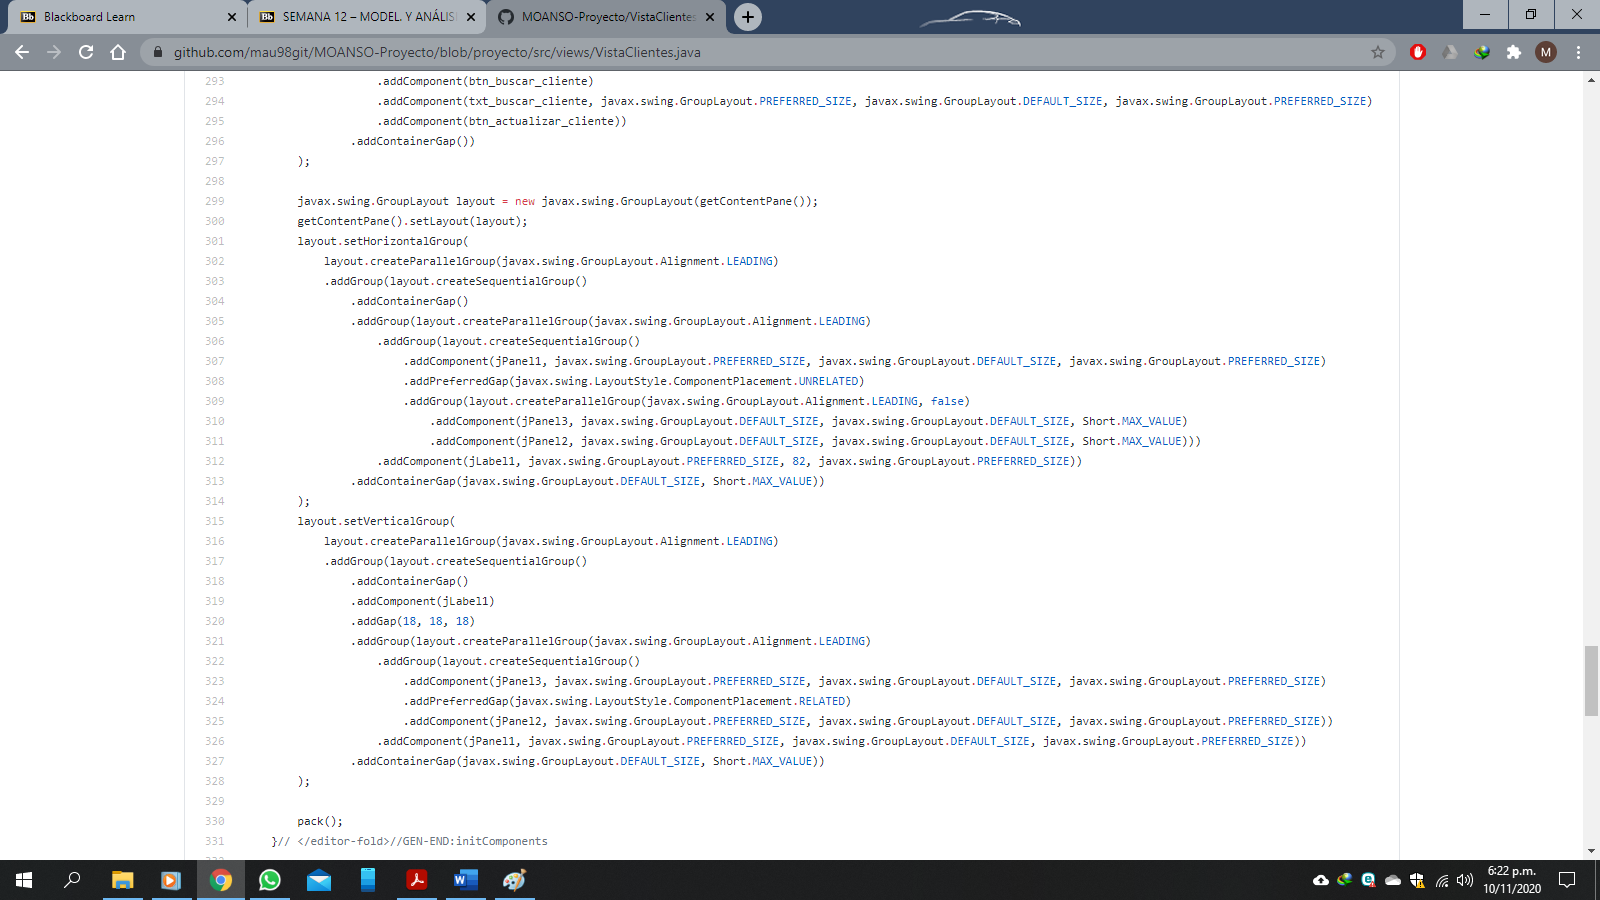 Blackboard Learn
SEMANA 12 – MODEL. Y ANÁLIS
MOANSO-Proyecto/VistaClientes
github.com/mau98git/MOANSO-Proyecto/blob/proyecto/src/views/VistaClientes.java
M
293 .addComponent(btn_buscar_cliente)
294 .addComponent(txt_buscar_cliente, javax.swing.GroupLayout.PREFERRED_SIZE, javax.swing.GroupLayout.DEFAULT_SIZE, javax.swing.GroupLayout.PREFERRED_SIZE)
295 .addComponent(btn_actualizar_cliente))
296 .addContainerGap())
297 );
298
299 javax.swing.GroupLayout layout = new javax.swing.GroupLayout(getContentPane());
300 getContentPane().setLayout(layout);
301 layout.setHorizontalGroup(
302 layout.createParallelGroup(javax.swing.GroupLayout.Alignment.LEADING)
303 .addGroup(layout.createSequentialGroup()
304 .addContainerGap()
305 .addGroup(layout.createParallelGroup(javax.swing.GroupLayout.Alignment.LEADING)
306 .addGroup(layout.createSequentialGroup()
307 .addComponent(jPanel1, javax.swing.GroupLayout.PREFERRED_SIZE, javax.swing.GroupLayout.DEFAULT_SIZE, javax.swing.GroupLayout.PREFERRED_SIZE)
308 .addPreferredGap(javax.swing.LayoutStyle.ComponentPlacement.UNRELATED)
309 .addGroup(layout.createParallelGroup(javax.swing.GroupLayout.Alignment.LEADING, false)
310 .addComponent(jPanel3, javax.swing.GroupLayout.DEFAULT_SIZE, javax.swing.GroupLayout.DEFAULT_SIZE, Short.MAX_VALUE)
311 .addComponent(jPanel2, javax.swing.GroupLayout.DEFAULT_SIZE, javax.swing.GroupLayout.DEFAULT_SIZE, Short.MAX_VALUE)))
312 .addComponent(jLabel1, javax.swing.GroupLayout.PREFERRED_SIZE, 82, javax.swing.GroupLayout.PREFERRED_SIZE))
313 .addContainerGap(javax.swing.GroupLayout.DEFAULT_SIZE, Short.MAX_VALUE))
314 );
315 layout.setVerticalGroup(
316 layout.createParallelGroup(javax.swing.GroupLayout.Alignment.LEADING)
317 .addGroup(layout.createSequentialGroup()
318 .addContainerGap()
319 .addComponent(jLabel1)
320 .addGap(18, 18, 18)
321 .addGroup(layout.createParallelGroup(javax.swing.GroupLayout.Alignment.LEADING)
322 .addGroup(layout.createSequentialGroup()
323 .addComponent(jPanel3, javax.swing.GroupLayout.PREFERRED_SIZE, javax.swing.GroupLayout.DEFAULT_SIZE, javax.swing.GroupLayout.PREFERRED_SIZE)
324 .addPreferredGap(javax.swing.LayoutStyle.ComponentPlacement.RELATED)
325 .addComponent(jPanel2, javax.swing.GroupLayout.PREFERRED_SIZE, javax.swing.GroupLayout.DEFAULT_SIZE, javax.swing.GroupLayout.PREFERRED_SIZE))
326 .addComponent(jPanel1, javax.swing.GroupLayout.PREFERRED_SIZE, javax.swing.GroupLayout.DEFAULT_SIZE, javax.swing.GroupLayout.PREFERRED_SIZE))
327 .addContainerGap(javax.swing.GroupLayout.DEFAULT_SIZE, Short.MAX_VALUE))
328 );
329
330 pack();
331 }// </editor-fold>//GEN-END:initComponents
6:22 p.m.
10/11/2020